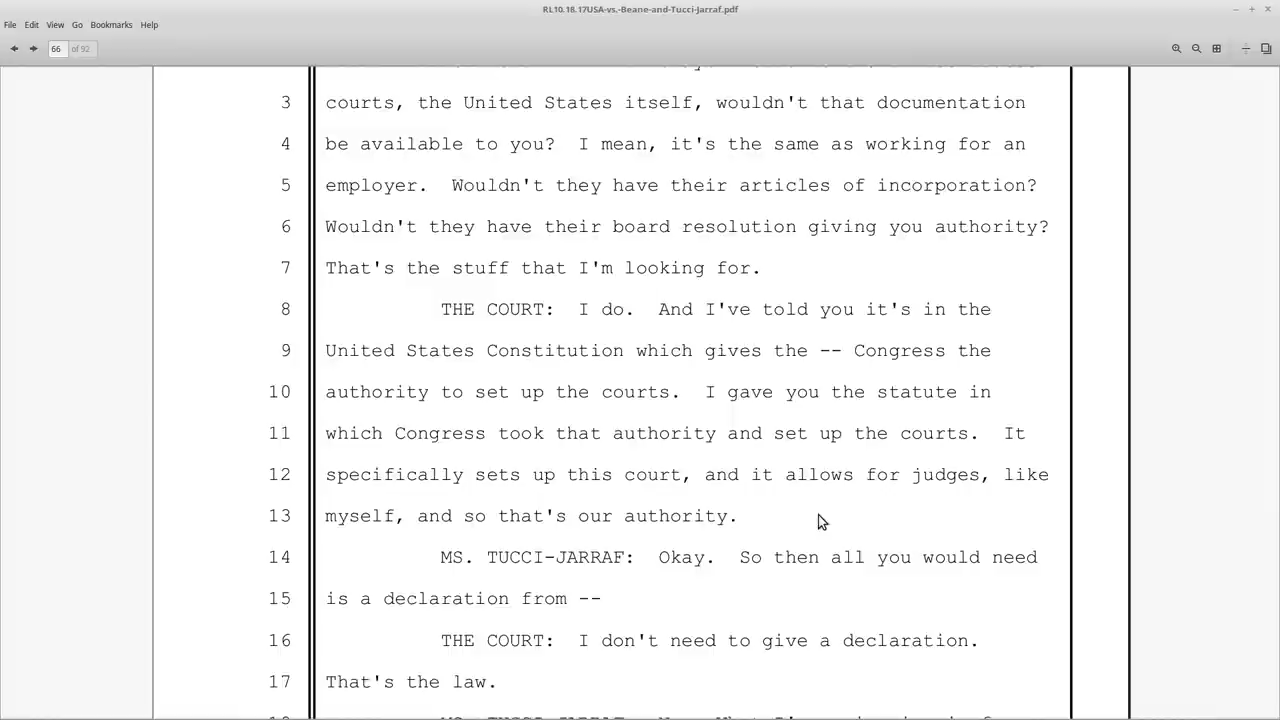 RL10.18.17USA-vs.-Beane-and-Tucci-Jarraf.pdf
File Edit View Go Bookmarks Help
66 of 92
3 courts, the United States itself, wouldn't that documentation
4 be available to you? I mean, it's the same as working for an
5 employer. Wouldn't they have their articles of incorporation?
6 Wouldn't they have their board resolution giving you authority?
7 That's the stuff that I'm looking for.
8 THE COURT: I do. And I've told you it's in the
9 United States Constitution which gives the -- Congress the
10 authority to set up the courts. I gave you the statute in
11 which Congress took that authority and set up the courts. It
12 specifically sets up this court, and it allows for judges, like
13 myself, and so that's our authority.
14 MS. TUCCI-JARRAF: Okay. So then all you would need
15 is a declaration from --
16 THE COURT: I don't need to give a declaration.
17 That's the law.